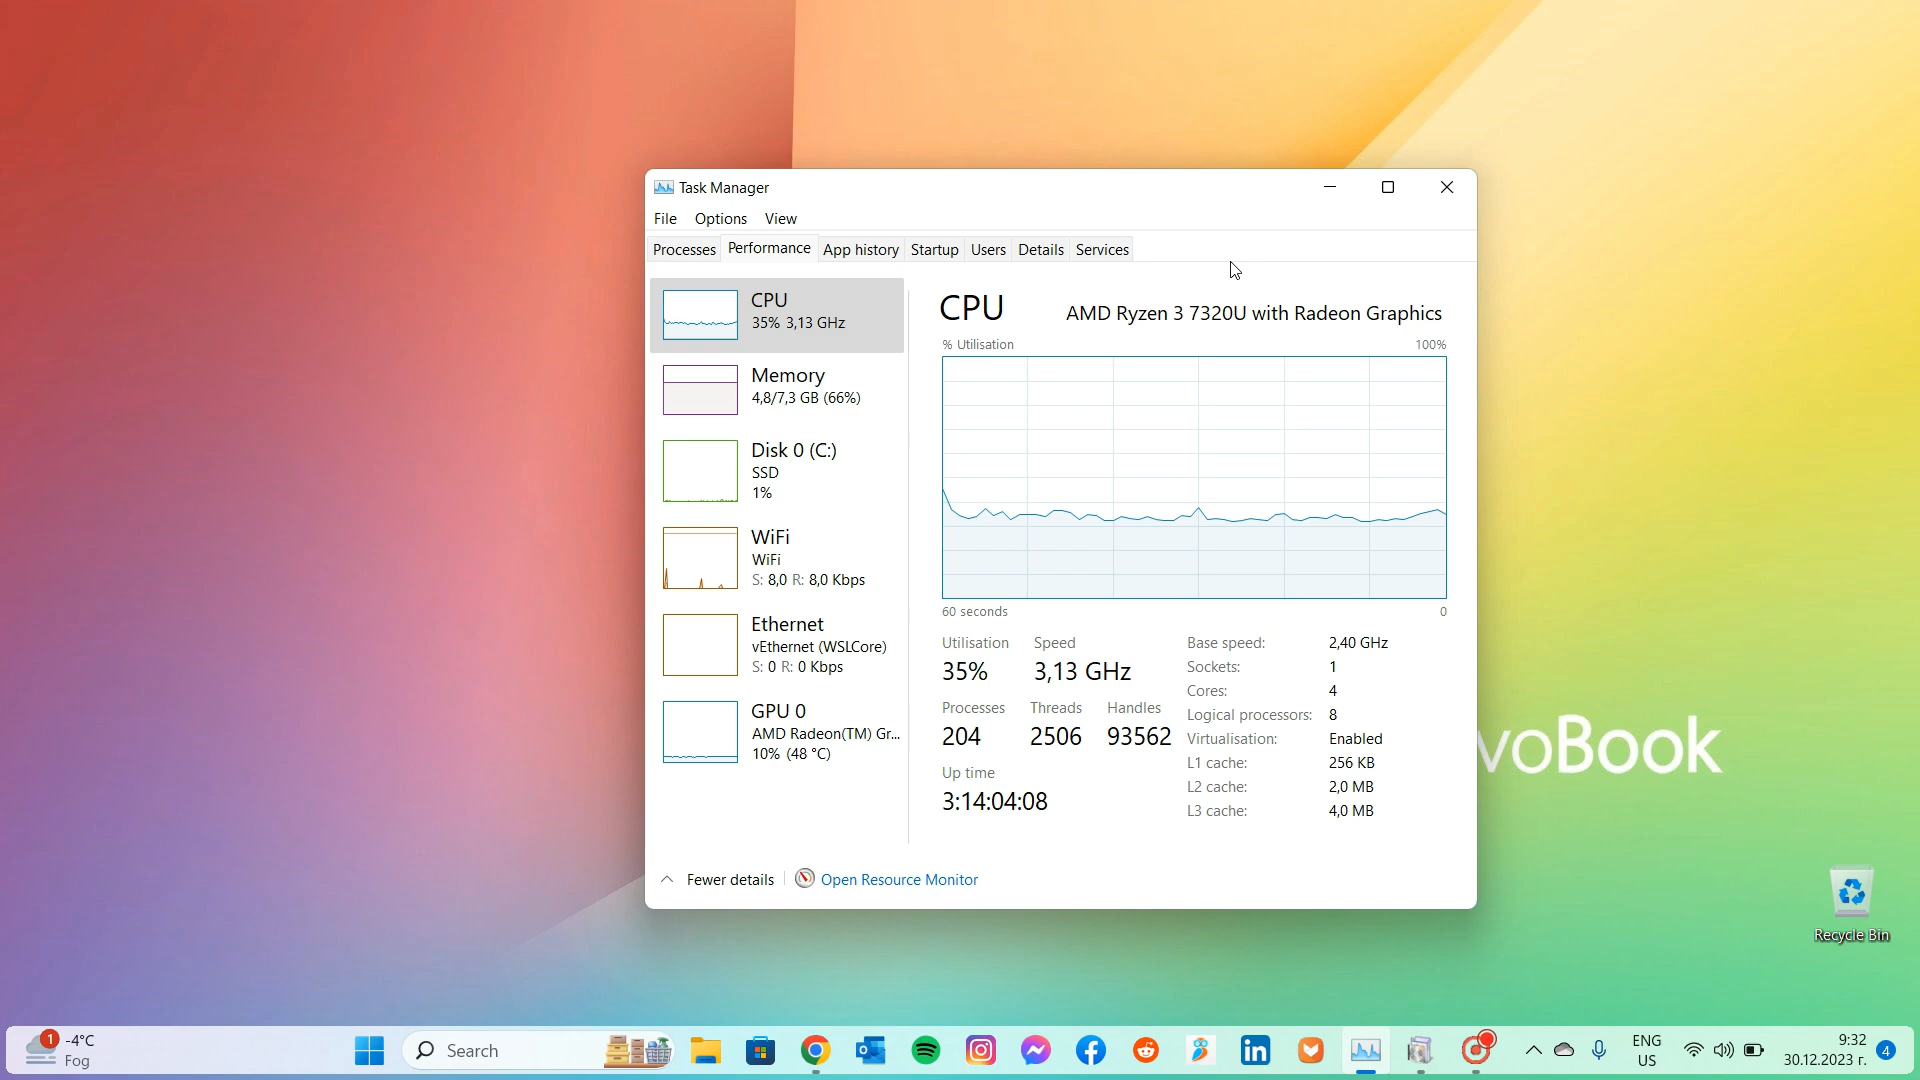 Task Manager
File Options View
Processes Performance App history Startup Users Details Services
CPU
35% 3,13 GHz
Memory
4,8/7,3 GB (66%)
Disk 0 (C:)
SSD
1%
WiFi
WiFi
S: 8,0 R: 8,0 Kbps
Ethernet
vEthernet (WSLCore)
S: 0 R: 0 Kbps
GPU 0
AMD Radeon(TM) Gr...
10% (48 °C)
CPU AMD Ryzen 3 7320U with Radeon Graphics
% Utilisation 100%
60 seconds 0
Utilisation Speed
35% 3,13 GHz
Processes Threads Handles
204 2506 93562
Up time
3:14:04:08
Base speed: 2,40 GHz
Sockets: 1
Cores: 4
Logical processors: 8
Virtualisation: Enabled
L1 cache: 256 KB
L2 cache: 2,0 MB
L3 cache: 4,0 MB
Fewer details Open Resource Monitor
voBook
Recycle Bin
1 -4°C
Fog
Search
in
ENG
US
9:32
30.12.2023 г.
4